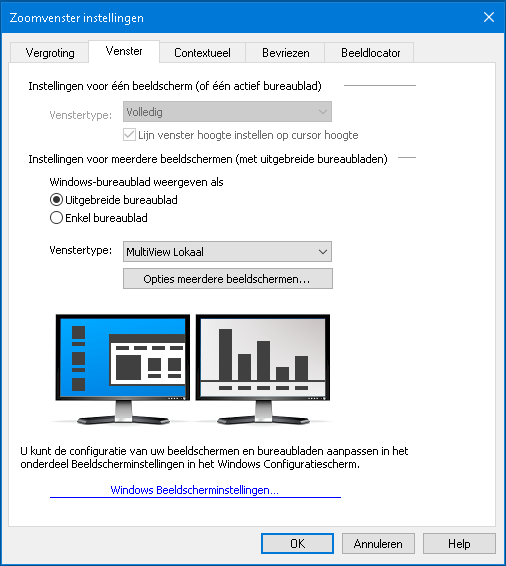 Zoomvenster instellingen
Vergroting
Venster
Contextueel
Bevriezen
Beeldlocator
Instellingen voor één beeldscherm (of één actief bureaublad)
Venstertype:
Volledig
Lijn venster hoogte instellen op cursor hoogte
Instellingen voor meerdere beeldschermen (met uitgebreide bureaubladen)
Windows-bureaublad weergeven als
Uitgebreide bureaublad
Enkel bureaublad
Venstertype:
MultiView Lokaal
Opties meerdere beeldschermen...
U kunt de configuratie van uw beeldschermen en bureaubladen aanpassen in het
onderdeel Beeldscherminstellingen in het Windows Configuratiescherm.
Windows Beeldscherminstellingen...
OK
Annuleren
Help